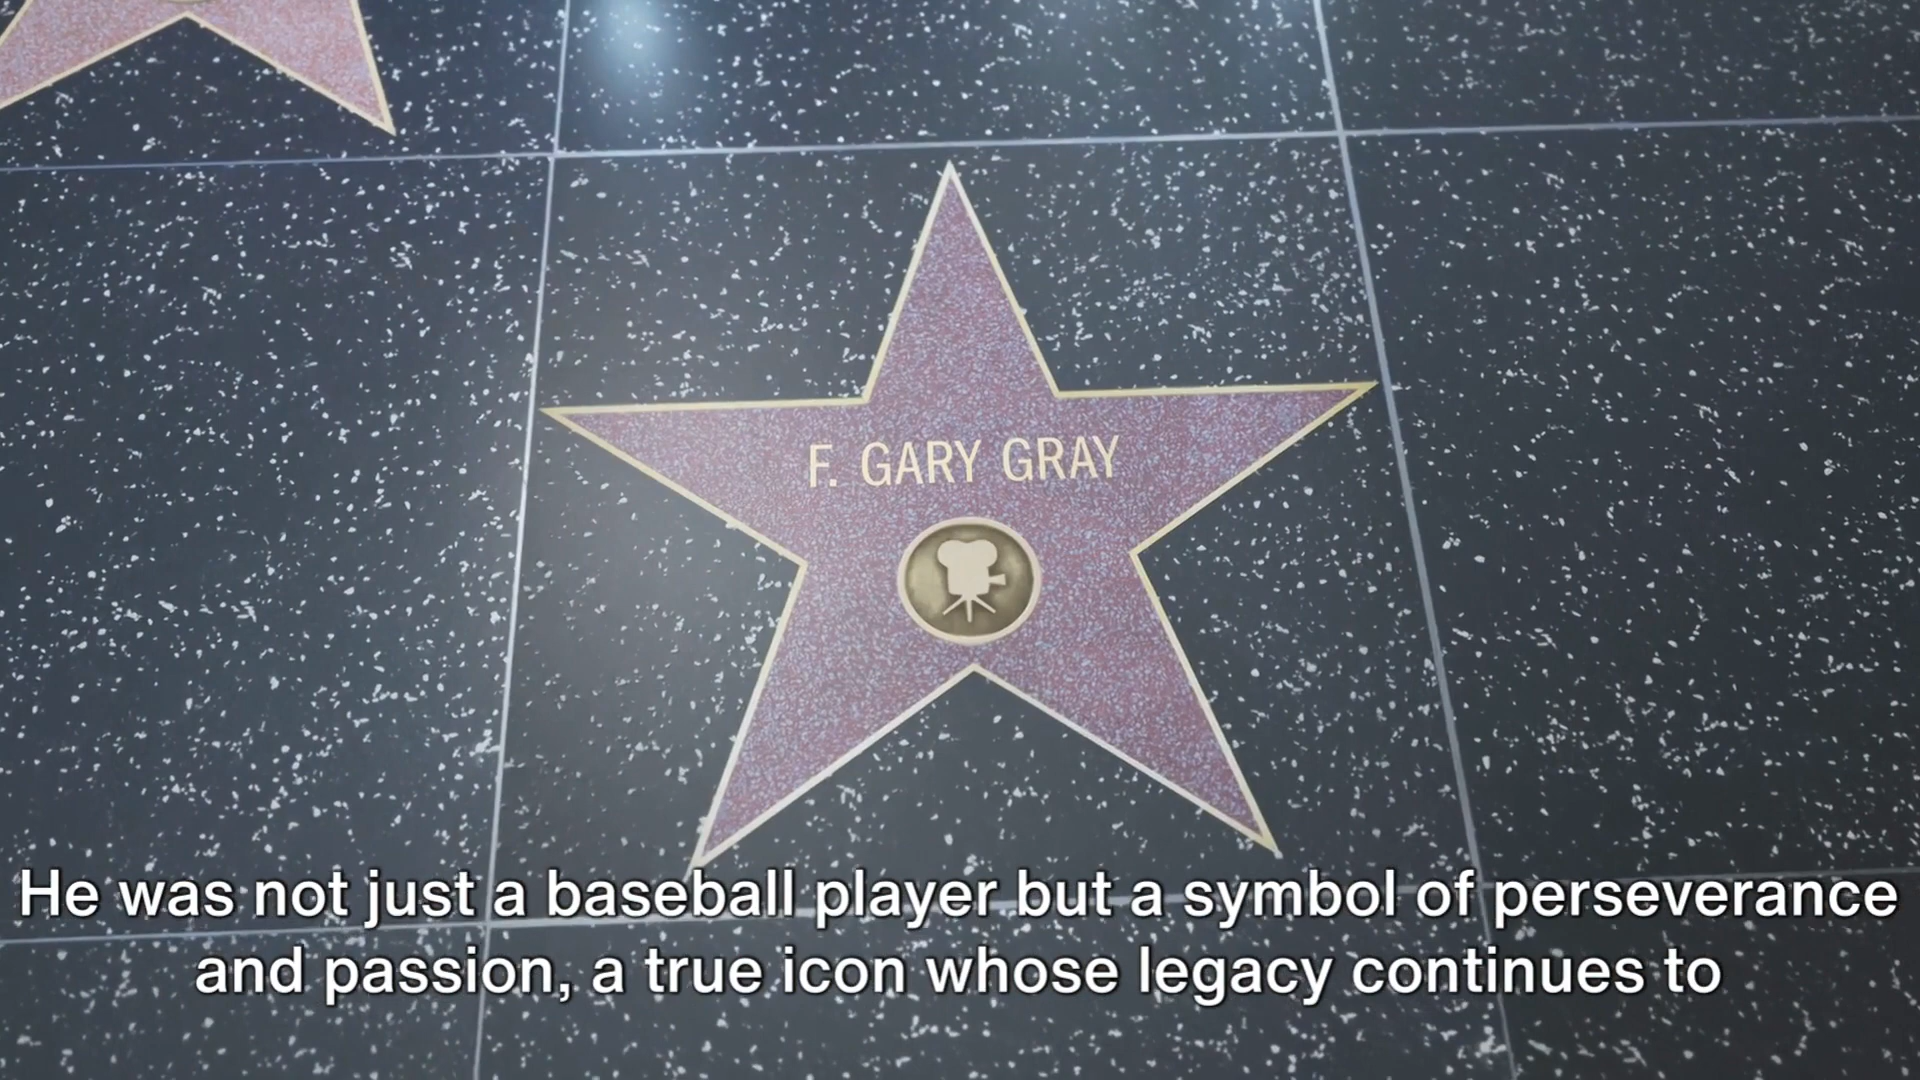 F. GARY GRAY
He was not just a baseball player but a symbol of perseverance
and passion, a true icon whose legacy continues to